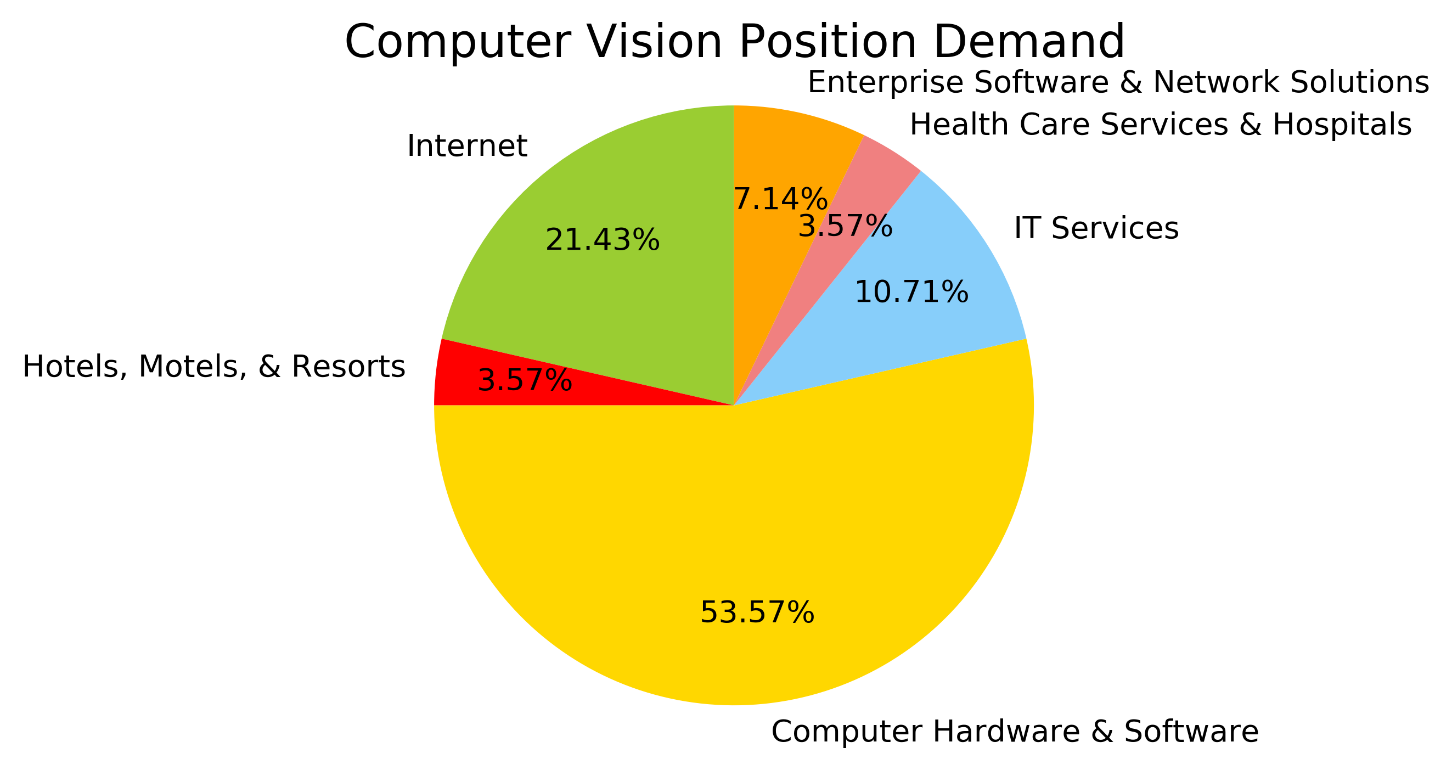 Computer Vision Position Demand
Enterprise Software & Network Solutions
Health Care Services & Hospitals
Internet
7.14%
3.57%
IT Services
21.43%
10.71%
Hotels, Motels, & Resorts
3.57%
53.57%
Computer Hardware & Software